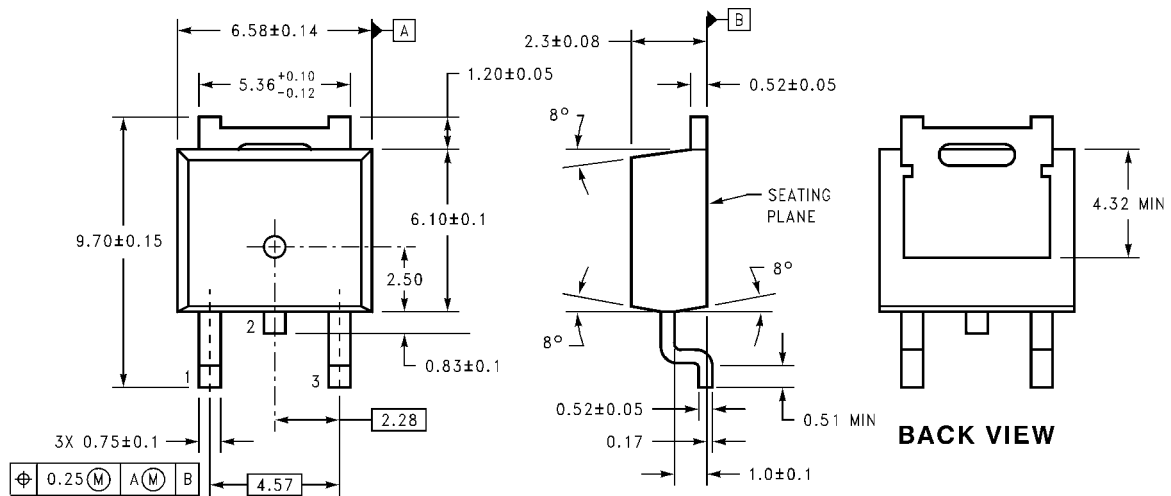 6.58±0.14
A
5.36 +0.10 -0.12
1.20±0.05
9.70±0.15
6.10±0.1
2.50
2
0.83±0.1
1
3
2.28
3X 0.75±0.1
⌖ 0.25 Ⓜ A Ⓜ B
4.57
B
2.3±0.08
0.52±0.05
8°
SEATING
PLANE
8°
8°
0.52±0.05
0.51 MIN
0.17
1.0±0.1
4.32 MIN
BACK VIEW